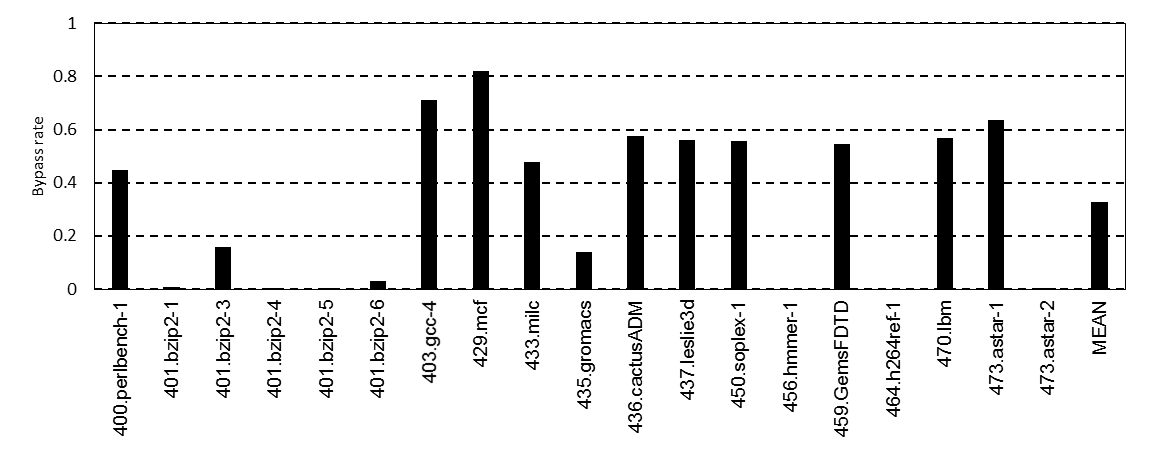 1
0.8
0.6
0.4
0.2
0
Bypass rate
400.perlbench-1
401.bzip2-1
401.bzip2-3
401.bzip2-4
401.bzip2-5
401.bzip2-6
403.gcc-4
429.mcf
433.milc
435.gromacs
436.cactusADM
437.leslie3d
450.soplex-1
456.hmmer-1
459.GemsFDTD
464.h264ref-1
470.lbm
473.astar-1
473.astar-2
MEAN